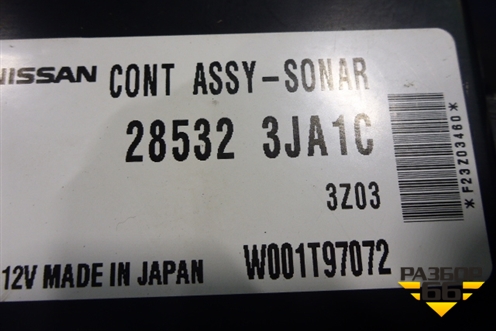 NISSAN CONT ASSY-SONAR
28532 3JA1C
3Z03
12V MADE IN JAPAN W001T97072
*F23Z03460*
РАЗБОР
66